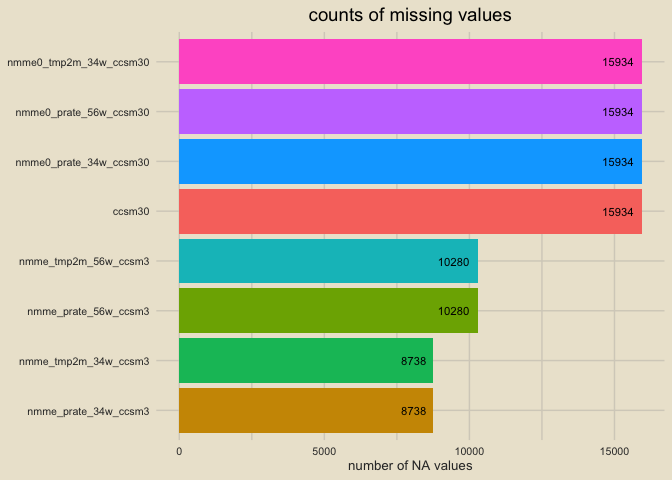 counts of missing values
nmme0_tmp2m_34w_ccsm30 15934
nmme0_prate_56w_ccsm30 15934
nmme0_prate_34w_ccsm30 15934
ccsm30 15934
nmme_tmp2m_56w_ccsm3 10280
nmme_prate_56w_ccsm3 10280
nmme_tmp2m_34w_ccsm3 8738
nmme_prate_34w_ccsm3 8738
0 5000 10000 15000
number of NA values